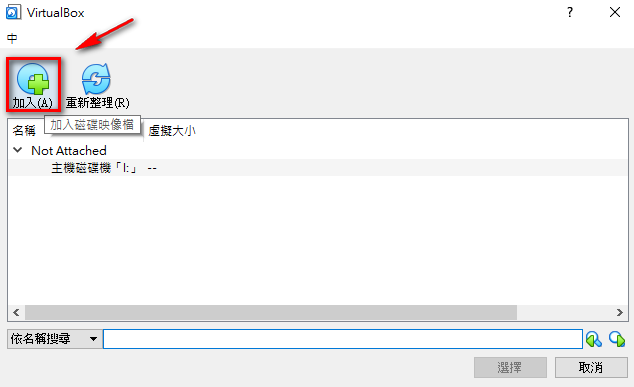 VirtualBox
中
加入(A) 重新整理(R)
加入磁碟映像檔
名稱 虛擬大小
Not Attached
主機磁碟機「I:」 --
依名稱搜尋
選擇 取消